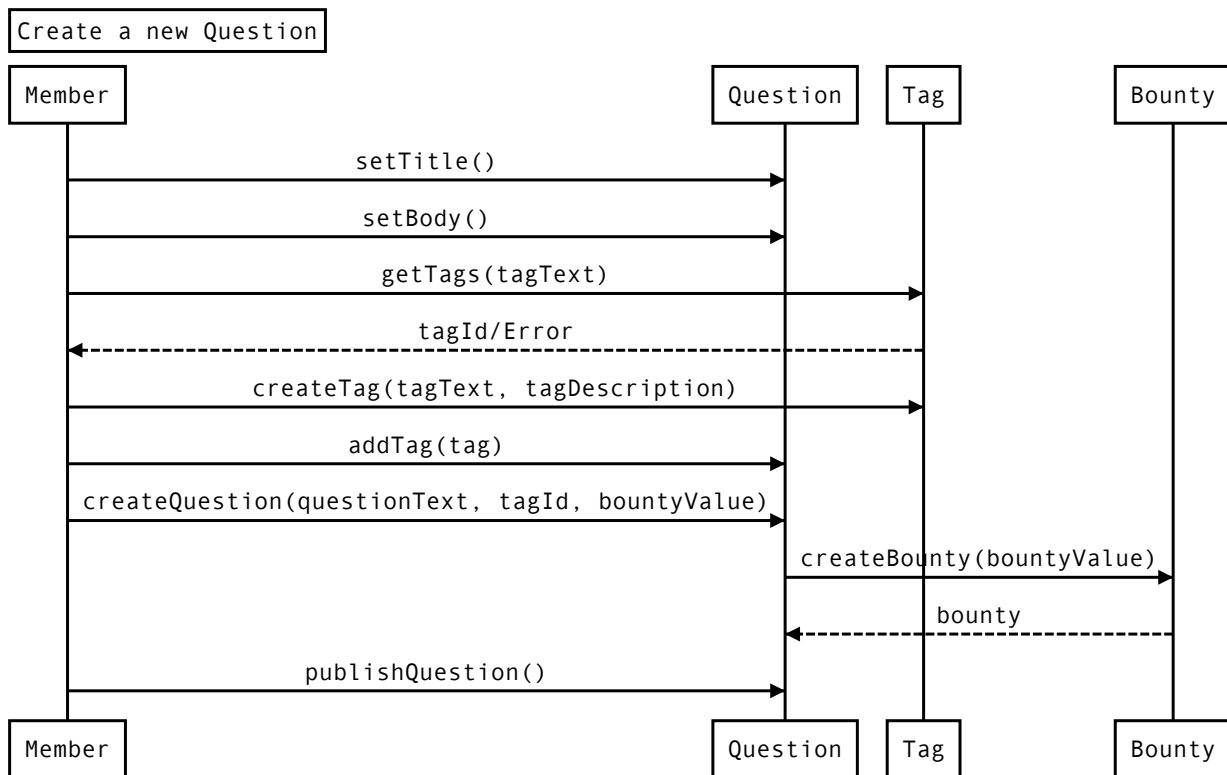 Create a new Question
Member Question Tag Bounty
setTitle()
setBody()
getTags(tagText)
tagId/Error
createTag(tagText, tagDescription)
addTag(tag)
createQuestion(questionText, tagId, bountyValue)
createBounty(bountyValue)
bounty
publishQuestion()
Member Question Tag Bounty